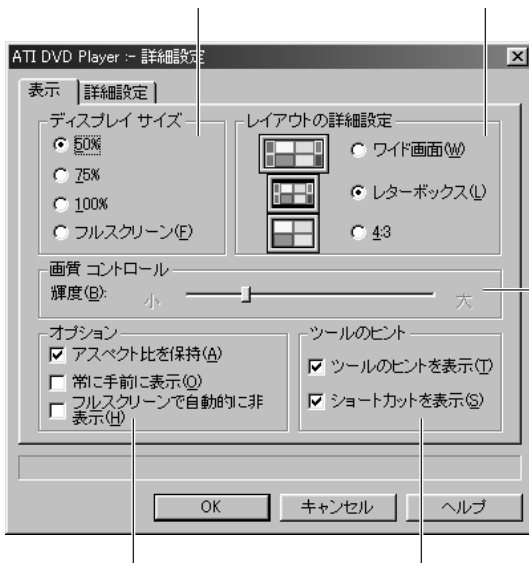 ATI DVD Player :- 詳細設定
表示
詳細設定
ディスプレイ サイズ
50%
75%
100%
フルスクリーン(F)
レイアウトの詳細設定
ワイド画面(W)
レターボックス(L)
4:3
画質 コントロール
輝度(B):
小
大
オプション
アスペクト比を保持(A)
常に手前に表示(O)
フルスクリーンで自動的に非
表示(H)
ツールのヒント
ツールのヒントを表示(T)
ショートカットを表示(S)
OK
キャンセル
ヘルプ